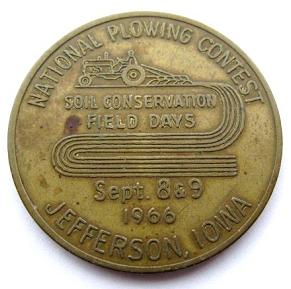 NATIONAL PLOWING CONTEST
SOIL CONSERVATION
FIELD DAYS
Sept. 8&9
1966
JEFFERSON, IOWA